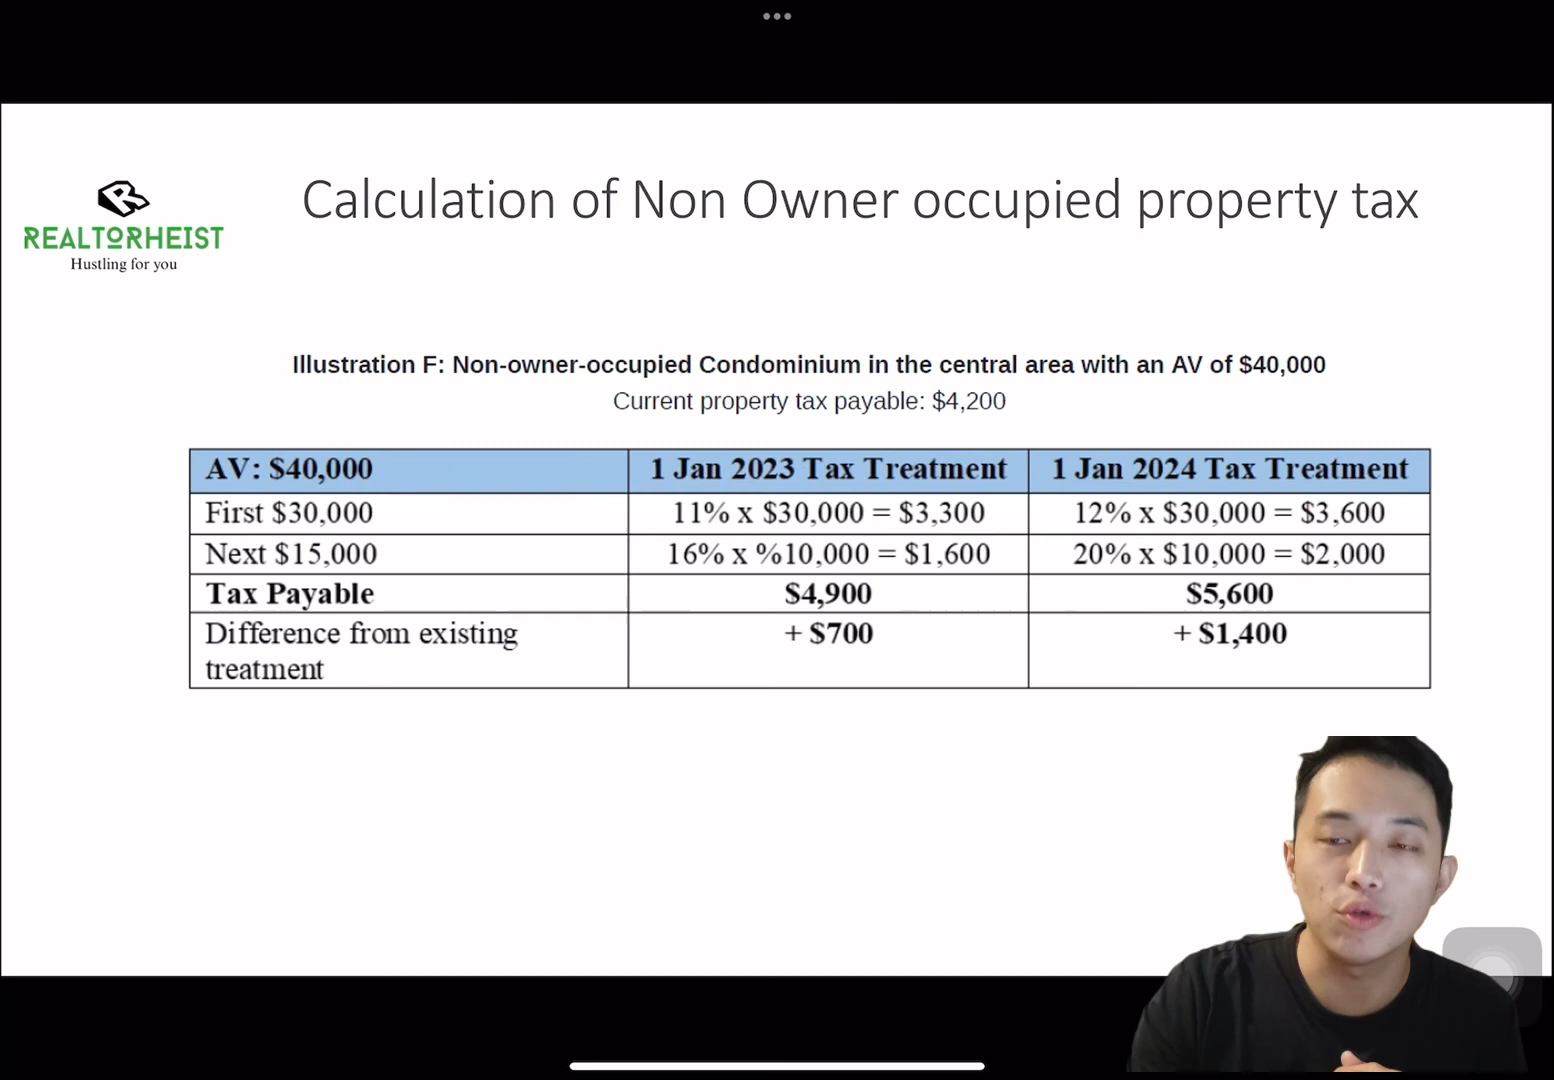 REALTORHEIST
Hustling for you
Calculation of Non Owner occupied property tax
Illustration F: Non-owner-occupied Condominium in the central area with an AV of $40,000
Current property tax payable: $4,200
AV: $40,000 1 Jan 2023 Tax Treatment 1 Jan 2024 Tax Treatment
First $30,000 11% x $30,000 = $3,300 12% x $30,000 = $3,600
Next $15,000 16% x %10,000 = $1,600 20% x $10,000 = $2,000
Tax Payable $4,900 $5,600
Difference from existing + $700 + $1,400
treatment